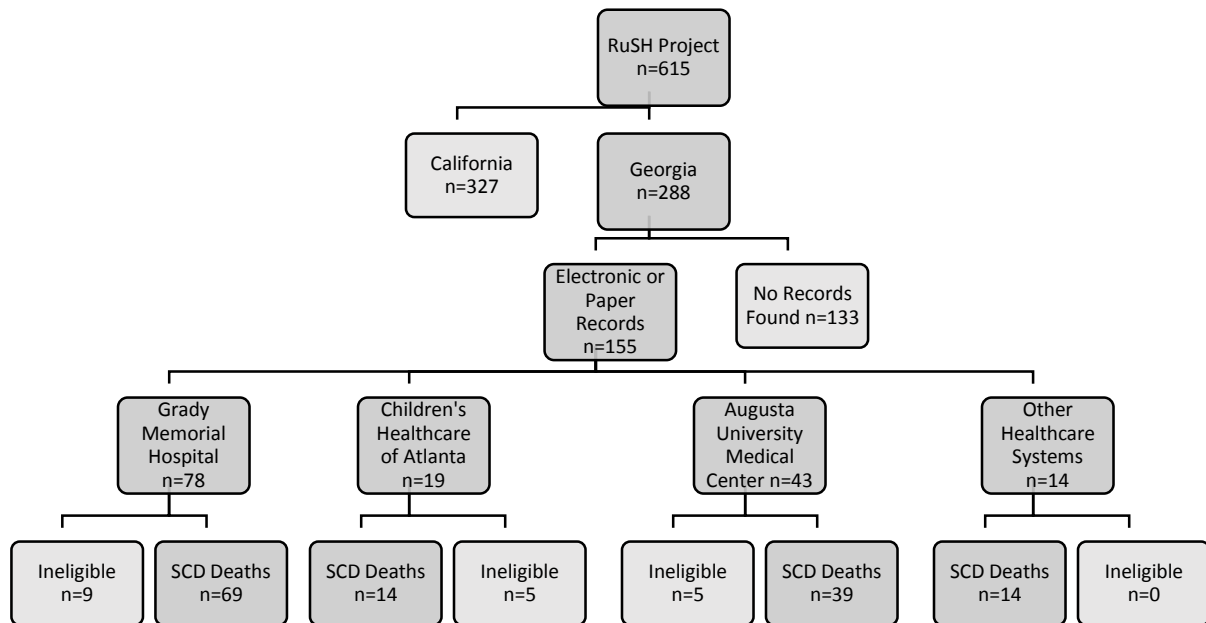 RuSH Project
n=615
California
n=327
Georgia
n=288
Electronic or
Paper
Records
n=155
No Records
Found n=133
Grady
Memorial
Hospital
n=78
Children's
Healthcare
of Atlanta
n=19
Augusta
University
Medical
Center n=43
Other
Healthcare
Systems
n=14
Ineligible
n=9
SCD Deaths
n=69
SCD Deaths
n=14
Ineligible
n=5
Ineligible
n=5
SCD Deaths
n=39
SCD Deaths
n=14
Ineligible
n=0